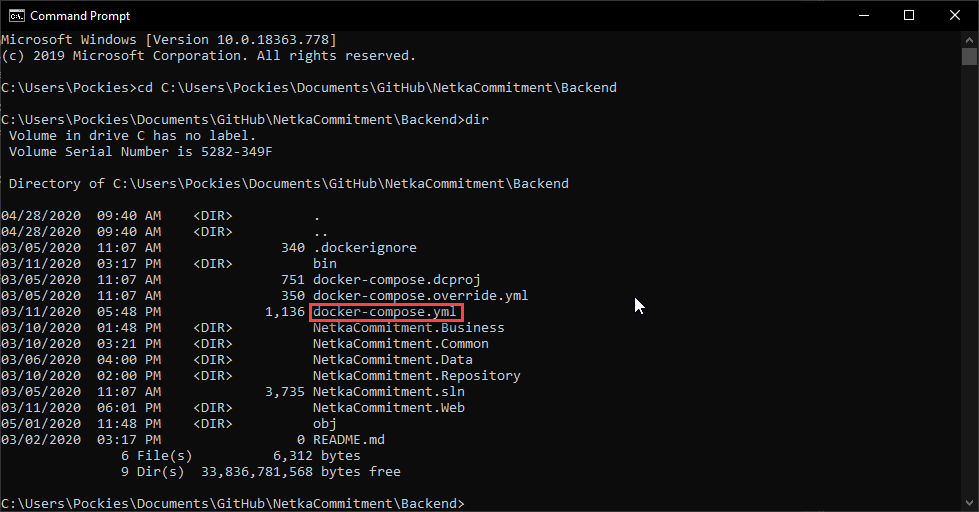 Command Prompt
Microsoft Windows [Version 10.0.18363.778]
(c) 2019 Microsoft Corporation. All rights reserved.
C:\Users\Pockies>cd C:\Users\Pockies\Documents\GitHub\NetkaCommitment\Backend
C:\Users\Pockies\Documents\GitHub\NetkaCommitment\Backend>dir
 Volume in drive C has no label.
 Volume Serial Number is 5282-349F
 Directory of C:\Users\Pockies\Documents\GitHub\NetkaCommitment\Backend
04/28/2020  09:40 AM    <DIR>          .
04/28/2020  09:40 AM    <DIR>          ..
03/05/2020  11:07 AM               340 .dockerignore
03/11/2020  03:17 PM    <DIR>          bin
03/05/2020  11:07 AM               751 docker-compose.dcproj
03/05/2020  11:07 AM               350 docker-compose.override.yml
03/11/2020  05:48 PM             1,136 docker-compose.yml
03/10/2020  01:48 PM    <DIR>          NetkaCommitment.Business
03/10/2020  03:21 PM    <DIR>          NetkaCommitment.Common
03/06/2020  04:00 PM    <DIR>          NetkaCommitment.Data
03/10/2020  02:00 PM    <DIR>          NetkaCommitment.Repository
03/05/2020  11:07 AM             3,735 NetkaCommitment.sln
03/11/2020  06:01 PM    <DIR>          NetkaCommitment.Web
05/01/2020  11:48 PM    <DIR>          obj
03/02/2020  03:17 PM                 0 README.md
               6 File(s)          6,312 bytes
               9 Dir(s)  33,836,781,568 bytes free
C:\Users\Pockies\Documents\GitHub\NetkaCommitment\Backend>